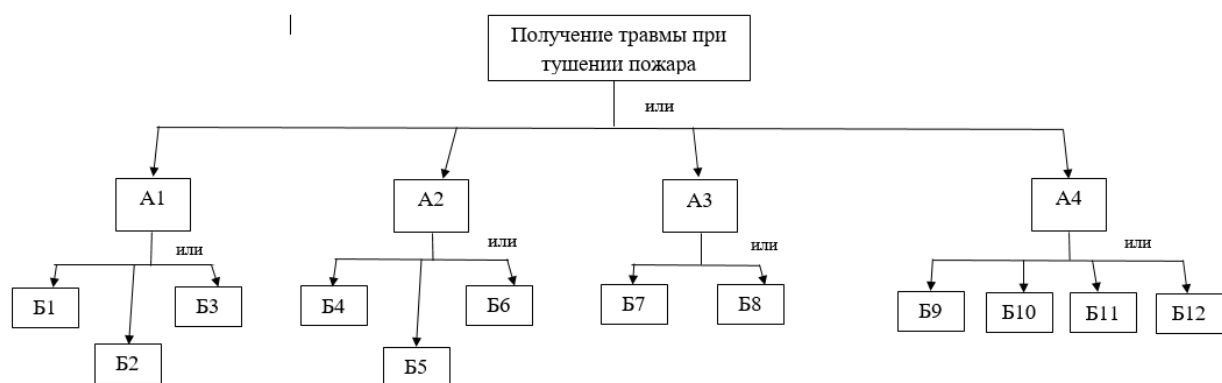 Получение травмы при
тушении пожара
или
А1
А2
А3
А4
или
или
или
или
Б1
Б3
Б4
Б6
Б7
Б8
Б9
Б10
Б11
Б12
Б2
Б5